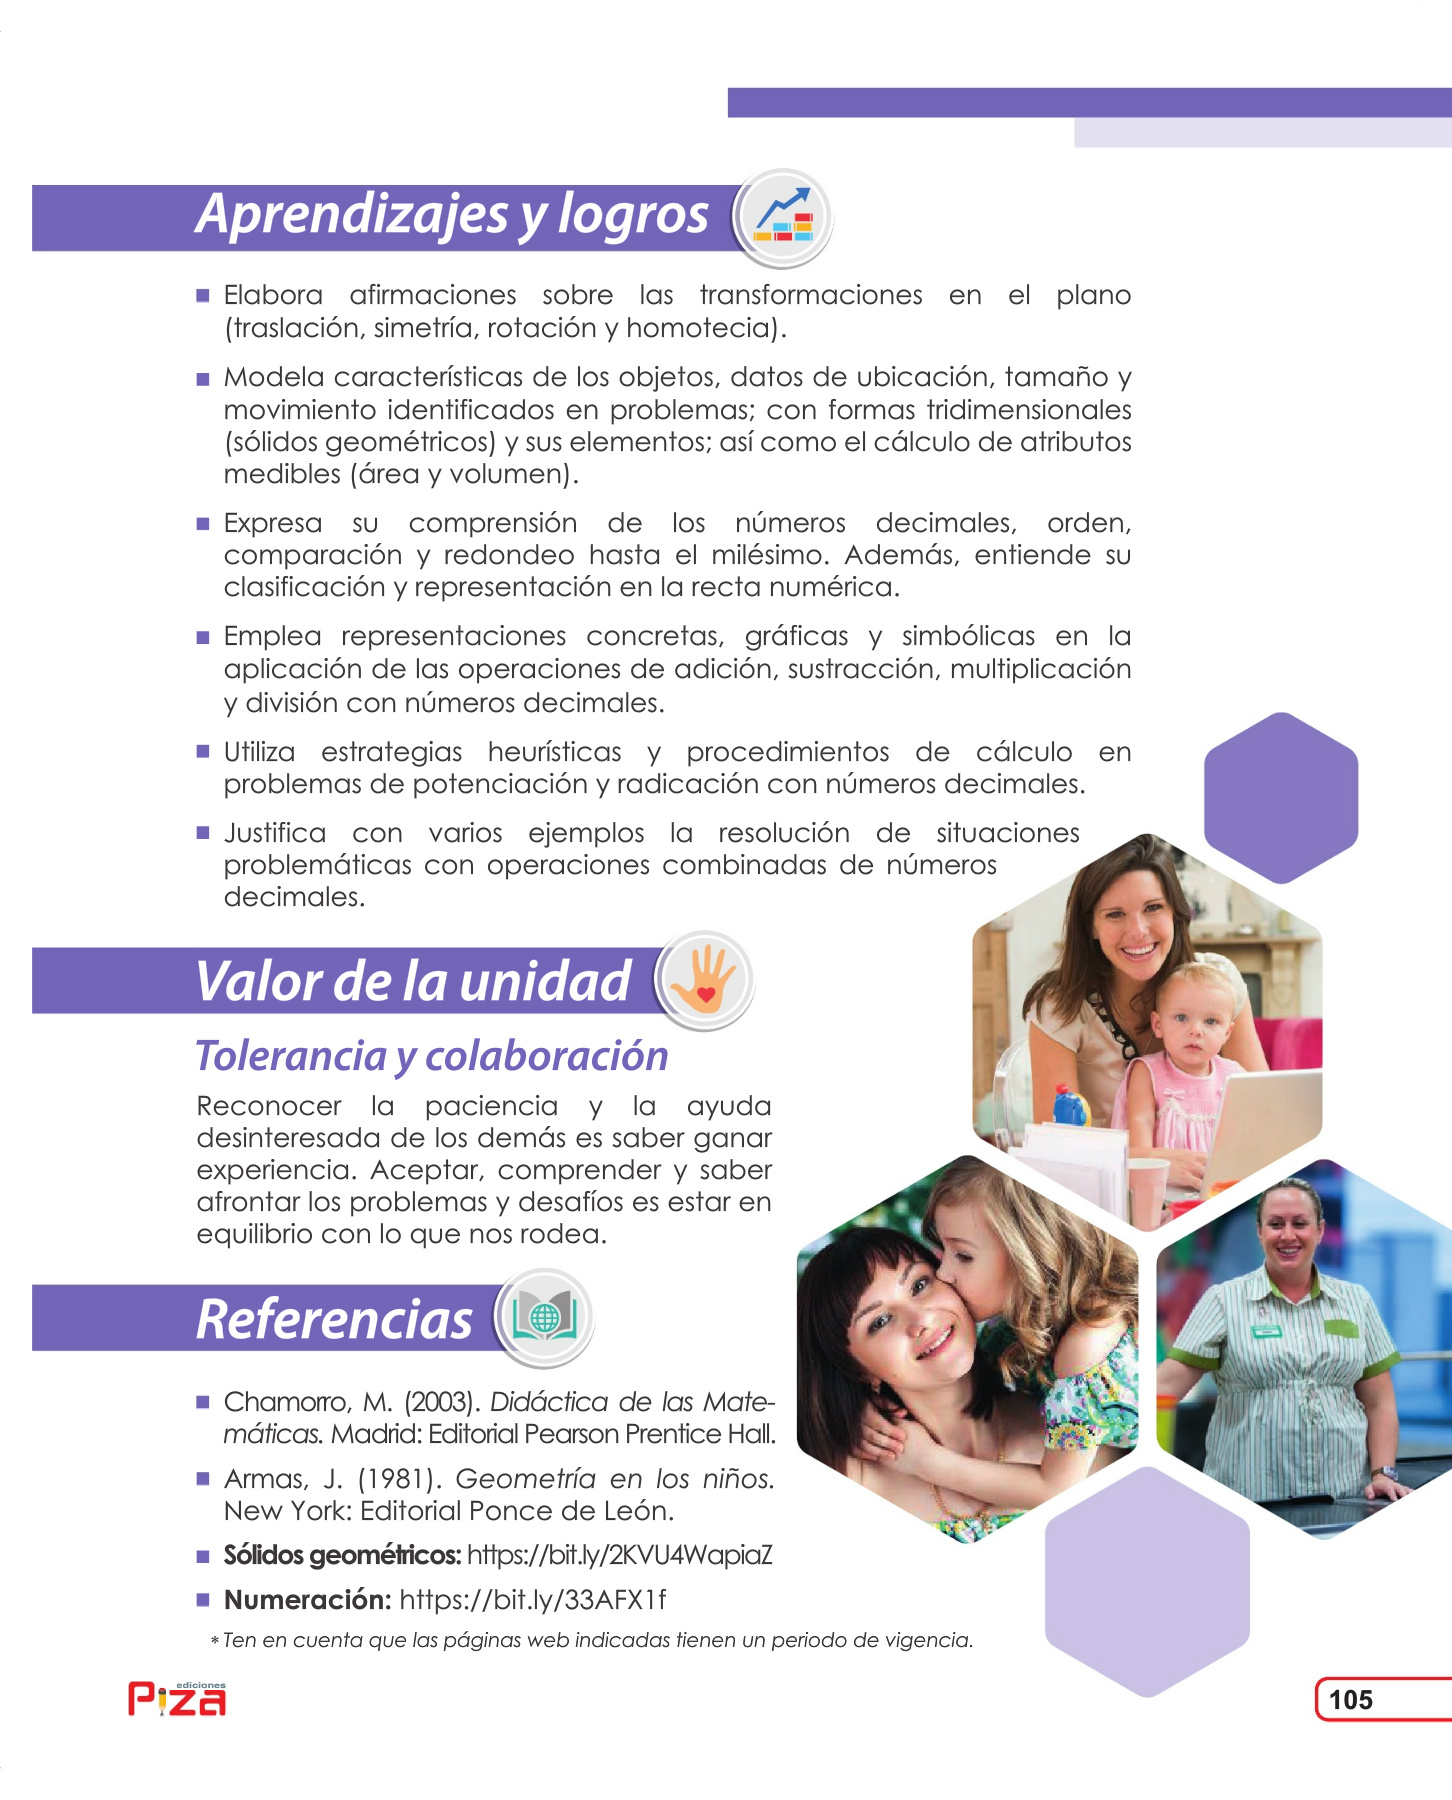 Aprendizajes y logros
Elabora afirmaciones sobre las transformaciones en el plano
(traslación, simetría, rotación y homotecia).
Modela características de los objetos, datos de ubicación, tamaño y
movimiento identificados en problemas; con formas tridimensionales
(sólidos geométricos) y sus elementos; así como el cálculo de atributos
medibles (área y volumen).
Expresa su comprensión de los números decimales, orden,
comparación y redondeo hasta el milésimo. Además, entiende su
clasificación y representación en la recta numérica.
Emplea representaciones concretas, gráficas y simbólicas en la
aplicación de las operaciones de adición, sustracción, multiplicación
y división con números decimales.
Utiliza estrategias heurísticas y procedimientos de cálculo en
problemas de potenciación y radicación con números decimales.
Justifica con varios ejemplos la resolución de situaciones
problemáticas con operaciones combinadas de números
decimales.
Valor de la unidad
Tolerancia y colaboración
Reconocer la paciencia y la ayuda
desinteresada de los demás es saber ganar
experiencia. Aceptar, comprender y saber
afrontar los problemas y desafíos es estar en
equilibrio con lo que nos rodea.
Referencias
Chamorro, M. (2003). Didáctica de las Mate-
máticas. Madrid: Editorial Pearson Prentice Hall.
Armas, J. (1981). Geometría en los niños.
New York: Editorial Ponce de León.
Sólidos geométricos: https://bit.ly/2KVU4WapiaZ
Numeración: https://bit.ly/33AFX1f
* Ten en cuenta que las páginas web indicadas tienen un periodo de vigencia.
ediciones
Piza
105